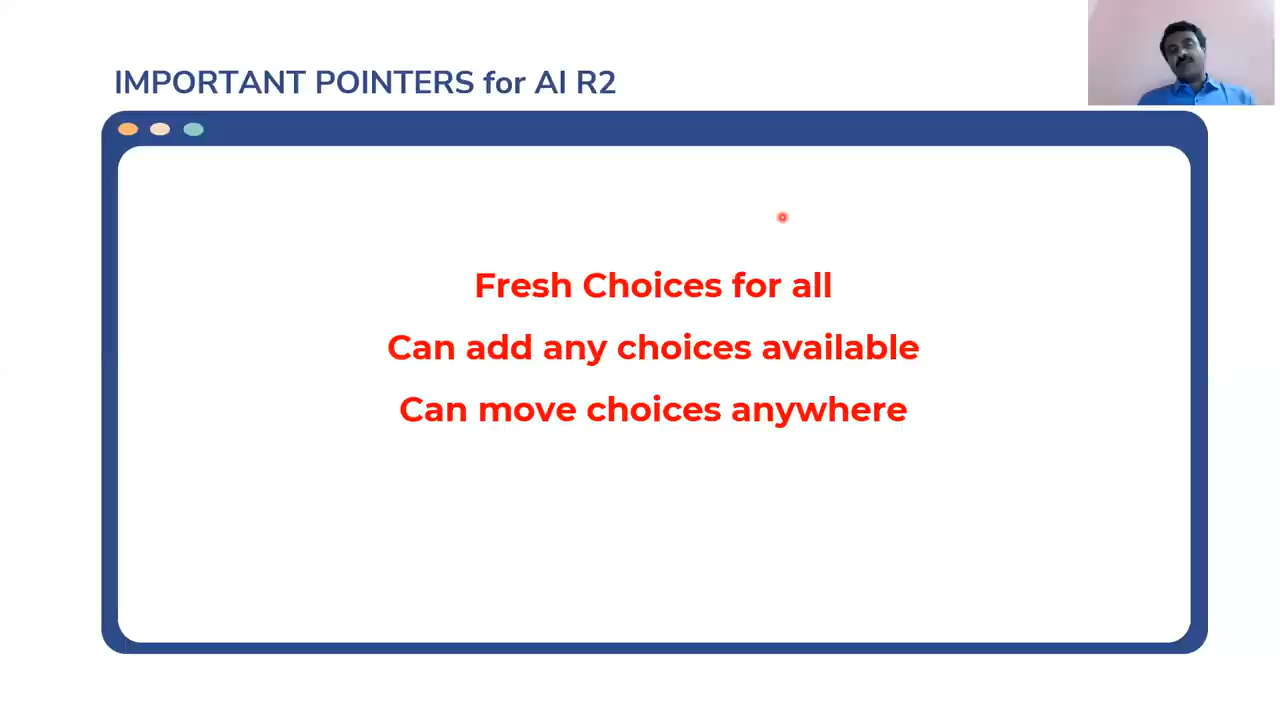 IMPORTANT POINTERS for AI R2
Fresh Choices for all
Can add any choices available
Can move choices anywhere